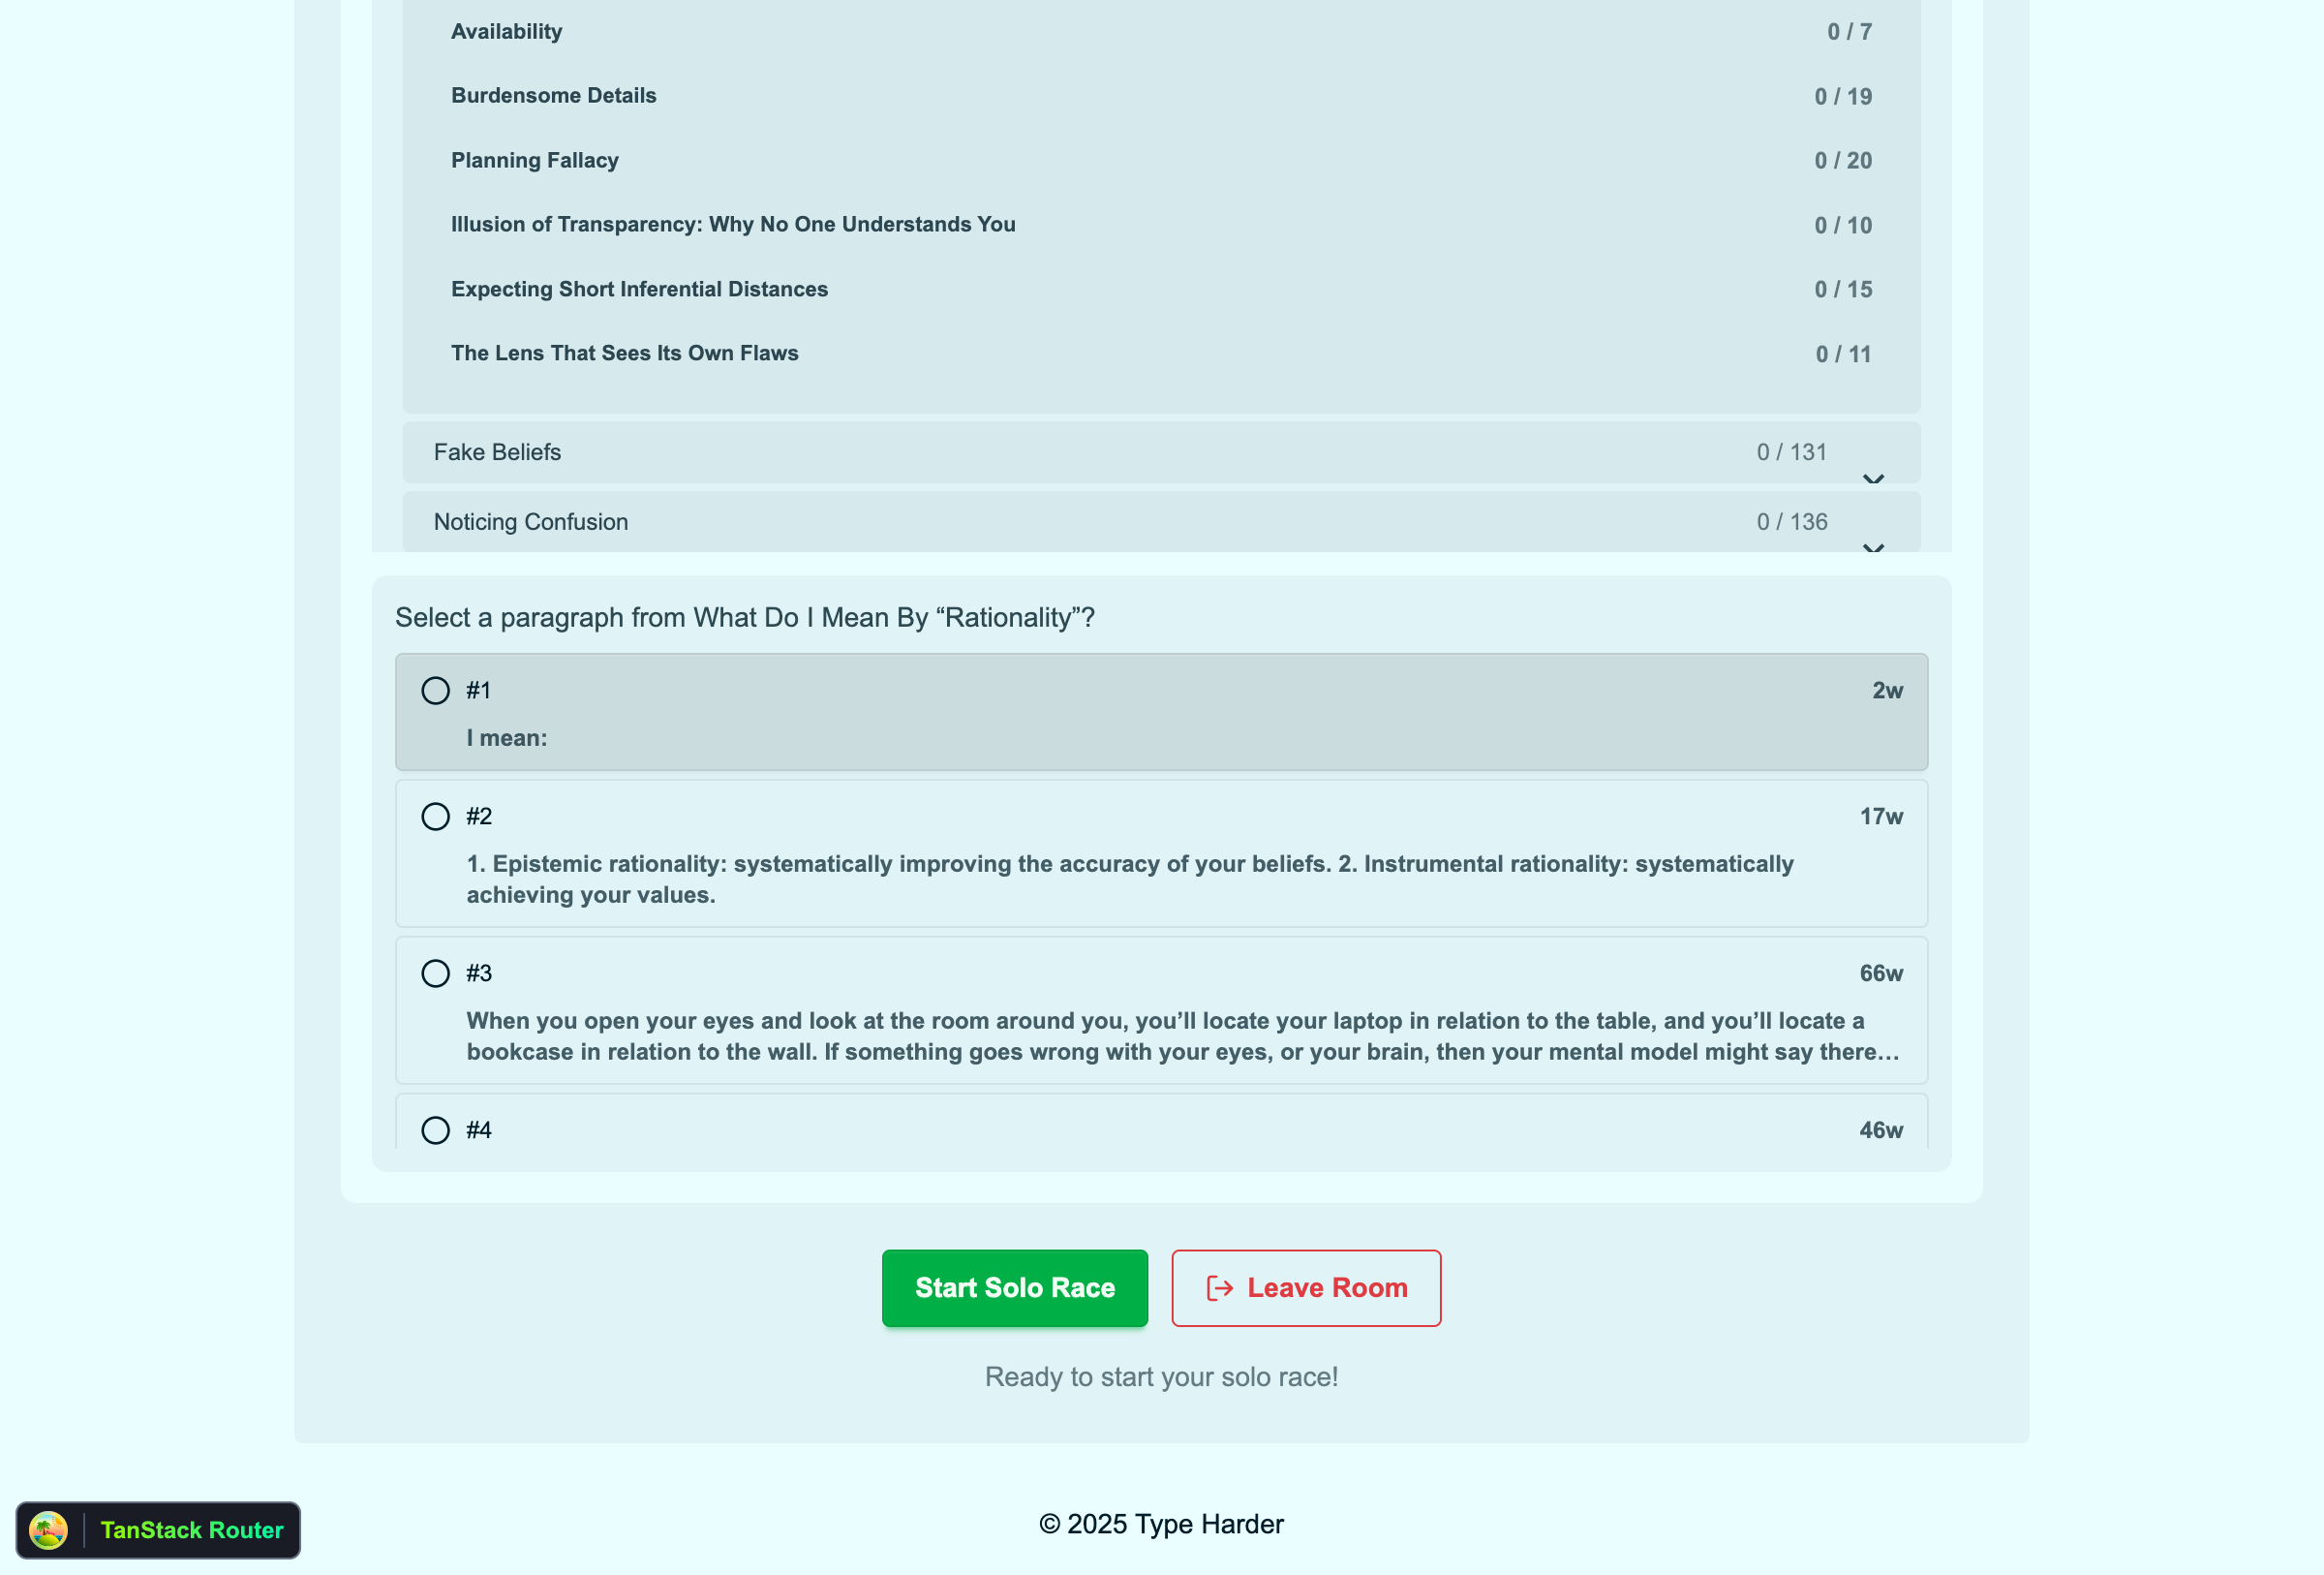 Availability 0 / 7
Burdensome Details 0 / 19
Planning Fallacy 0 / 20
Illusion of Transparency: Why No One Understands You 0 / 10
Expecting Short Inferential Distances 0 / 15
The Lens That Sees Its Own Flaws 0 / 11
Fake Beliefs 0 / 131
Noticing Confusion 0 / 136
Select a paragraph from What Do I Mean By “Rationality”?
#1 2w
I mean:
#2 17w
1. Epistemic rationality: systematically improving the accuracy of your beliefs. 2. Instrumental rationality: systematically
achieving your values.
#3 66w
When you open your eyes and look at the room around you, you’ll locate your laptop in relation to the table, and you’ll locate a
bookcase in relation to the wall. If something goes wrong with your eyes, or your brain, then your mental model might say there…
#4 46w
Start Solo Race Leave Room
Ready to start your solo race!
© 2025 Type Harder
TanStack Router